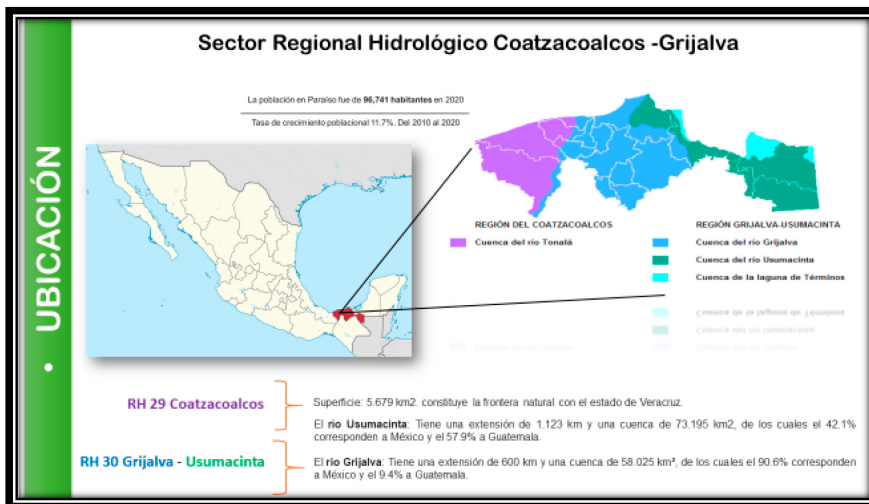 Sector Regional Hidrológico Coatzacoalcos -Grijalva
La población en Paraíso fue de 96,741 habitantes en 2020
Tasa de crecimiento poblacional 11.7%. Del 2010 al 2020
• UBICACIÓN
REGIÓN DEL COATZACOALCOS
Cuenca del río Tonalá
REGIÓN GRIJALVA-USUMACINTA
Cuenca del río Grijalva
Cuenca del río Usumacinta
Cuenca de la laguna de Términos
RH 29 Coatzacoalcos
Superficie: 5.679 km2. constituye la frontera natural con el estado de Veracruz.
El río Usumacinta: Tiene una extensión de 1.123 km y una cuenca de 73.195 km2, de los cuales el 42.1%
corresponden a México y el 57.9% a Guatemala.
RH 30 Grijalva - Usumacinta
El río Grijalva: Tiene una extensión de 600 km y una cuenca de 58.025 km², de los cuales el 90.6% corresponden
a México y el 9.4% a Guatemala.